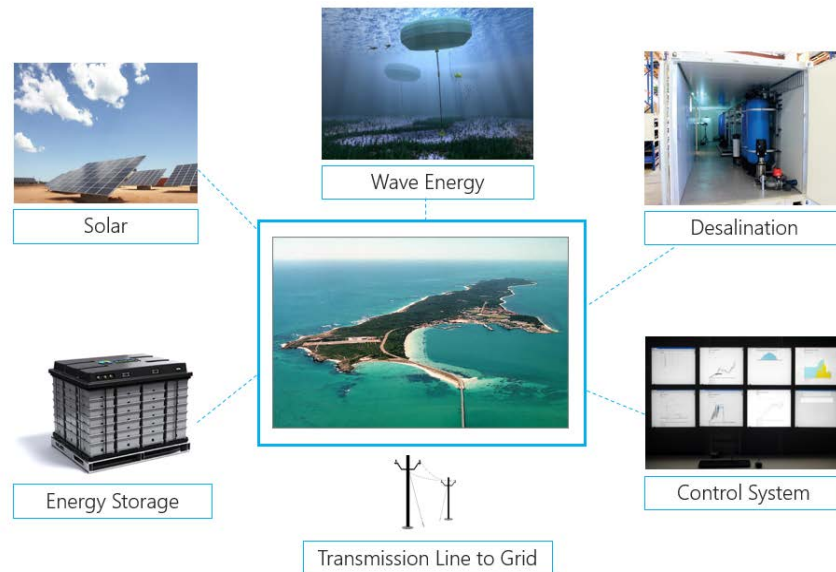 Wave Energy
Solar
Desalination
Energy Storage
Control System
Transmission Line to Grid